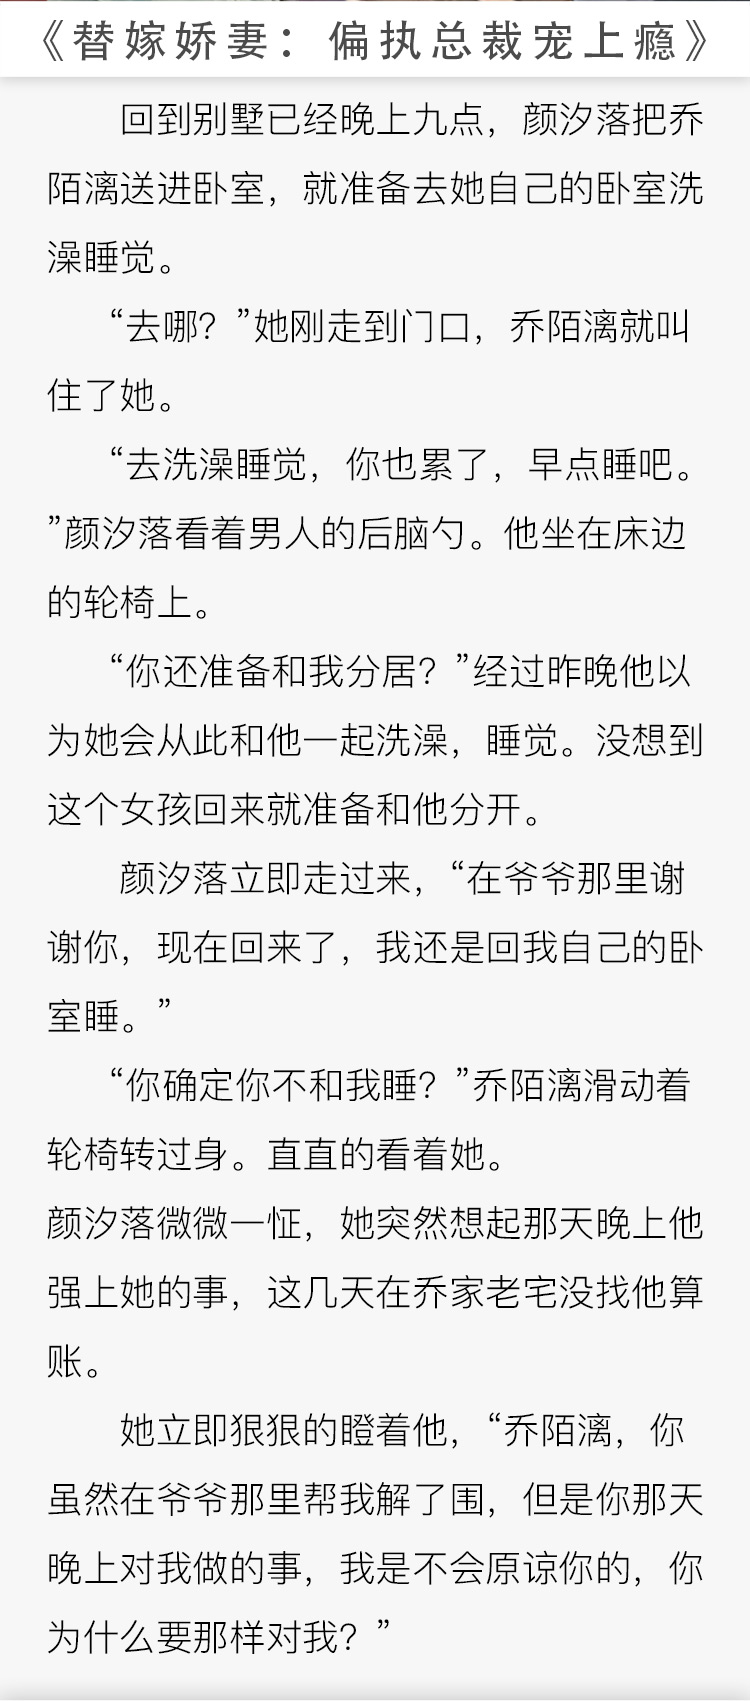 《替嫁娇妻：偏执总裁宠上瘾》
回到别墅已经晚上九点，颜汐落把乔
陌漓送进卧室，就准备去她自己的卧室洗
澡睡觉。
“去哪？”她刚走到门口，乔陌漓就叫
住了她。
“去洗澡睡觉，你也累了，早点睡吧。
”颜汐落看着男人的后脑勺。他坐在床边
的轮椅上。
“你还准备和我分居？”经过昨晚他以
为她会从此和他一起洗澡，睡觉。没想到
这个女孩回来就准备和他分开。
颜汐落立即走过来，“在爷爷那里谢
谢你，现在回来了，我还是回我自己的卧
室睡。”
“你确定你不和我睡？”乔陌漓滑动着
轮椅转过身。直直的看着她。
颜汐落微微一怔，她突然想起那天晚上他
强上她的事，这几天在乔家老宅没找他算
账。
她立即狠狠的瞪着他，“乔陌漓，你
虽然在爷爷那里帮我解了围，但是你那天
晚上对我做的事，我是不会原谅你的，你
为什么要那样对我？”